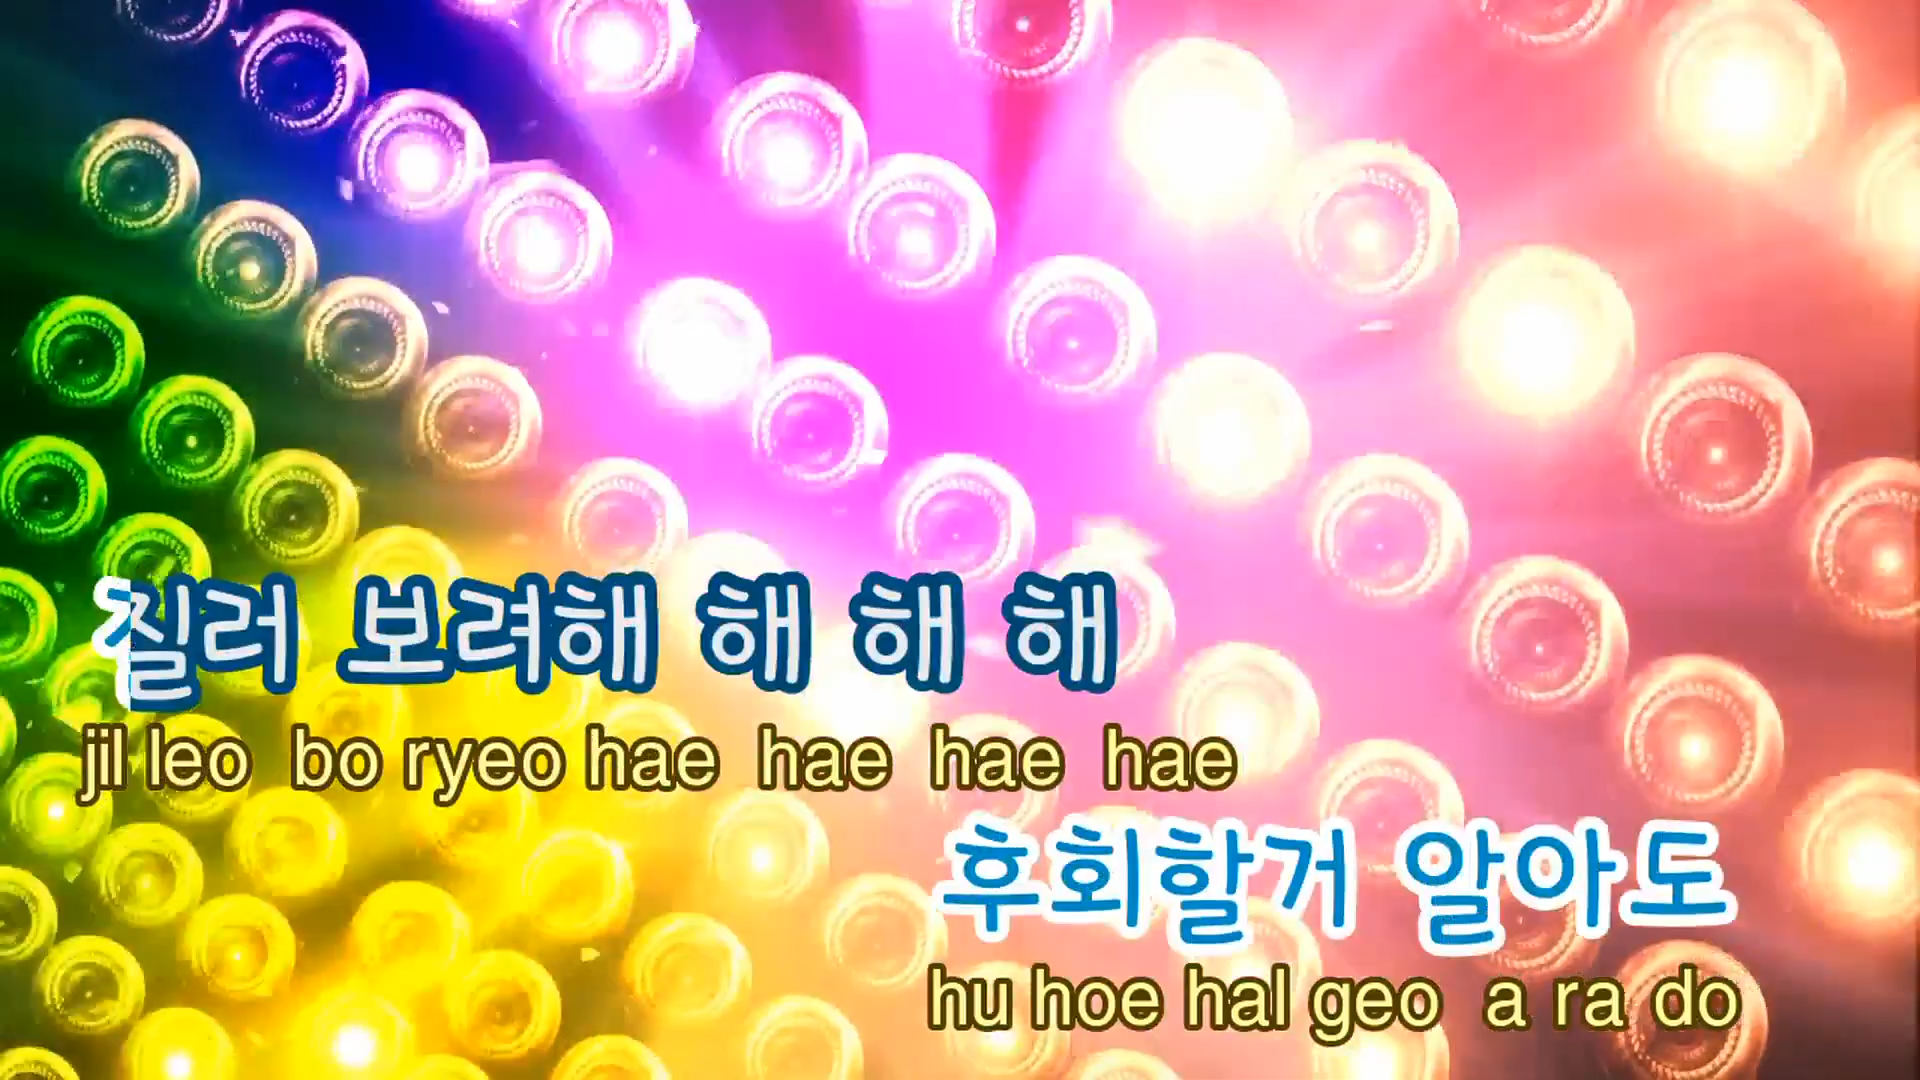 질러 보려해 해 해 해
jil leo bo ryeo hae hae hae hae
후회할거 알아도
hu hoe hal geo a ra do